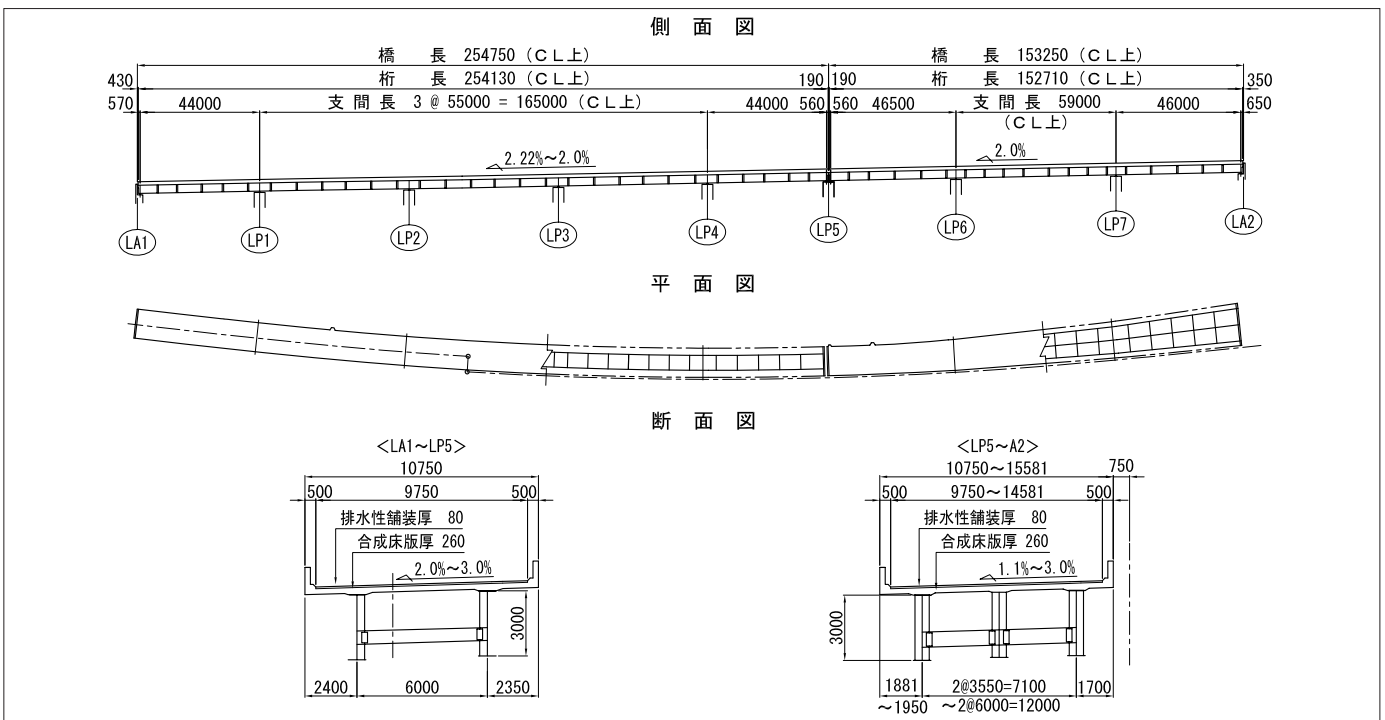 側 面 図
橋 長 254750 (CL上) 橋 長 153250 (CL上)
430 桁 長 254130 (CL上) 190 190 桁 長 152710 (CL上) 350
570 44000 支 間 長 3 @ 55000 = 165000 (CL上) 44000 560 560 46500 支 間 長 59000 46000 650
(CL上)
2.22%~2.0% 2.0%
LA1 LP1 LP2 LP3 LP4 LP5 LP6 LP7 LA2
平 面 図
断 面 図
<LA1~LP5>
10750
500 9750 500
排水性舗装厚 80
合成床版厚 260
2.0%~3.0%
3000
2400 6000 2350
<LP5~A2>
10750~15581 750
500 9750~14581 500
排水性舗装厚 80
合成床版厚 260
1.1%~3.0%
3000
1881 2@3550=7100 1700
~1950 ~2@6000=12000